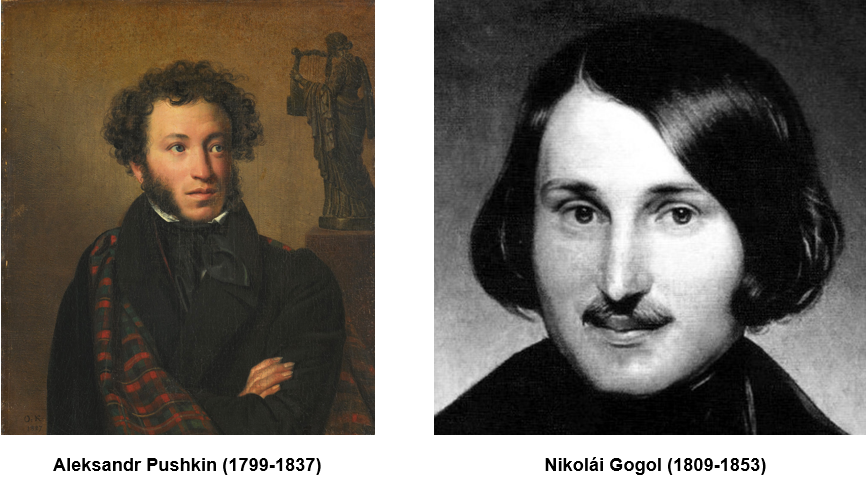 Aleksandr Pushkin (1799-1837)
Nikolái Gogol (1809-1853)